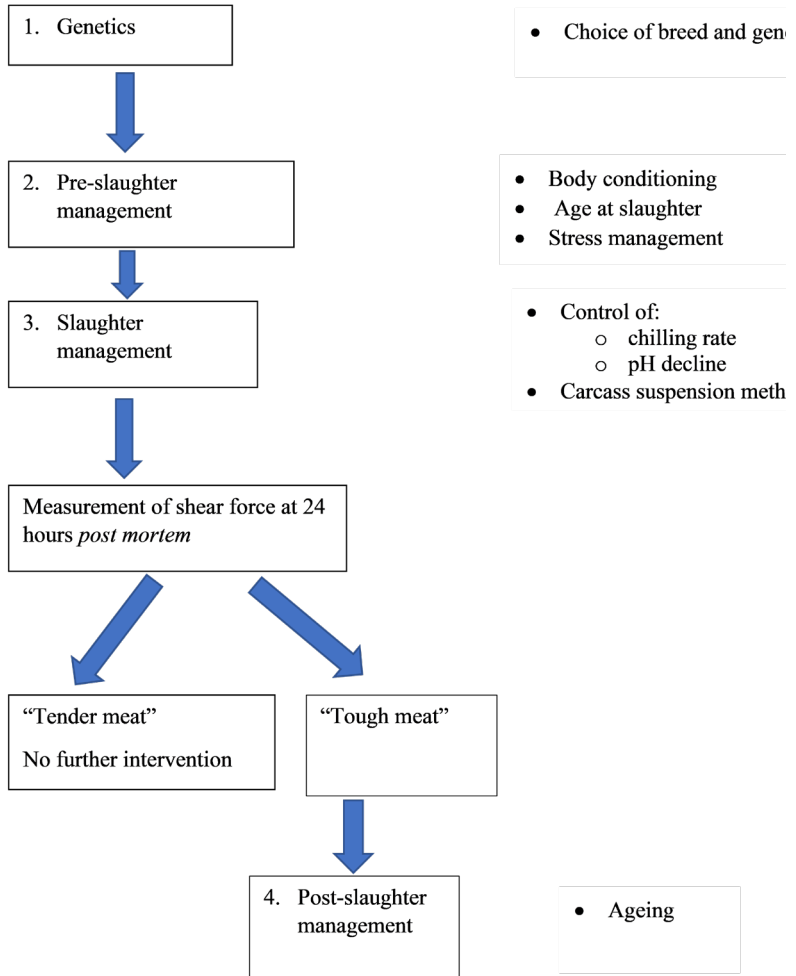 1. Genetics
• Choice of breed and
2. Pre-slaughter
management
• Body conditioning
• Age at slaughter
• Stress management
3. Slaughter
management
• Control of:
o chilling rate
o pH decline
• Carcass suspension
Measurement of shear force at 24
hours post mortem
“Tender meat”
No further intervention
“Tough meat”
4. Post-slaughter
management
• Ageing